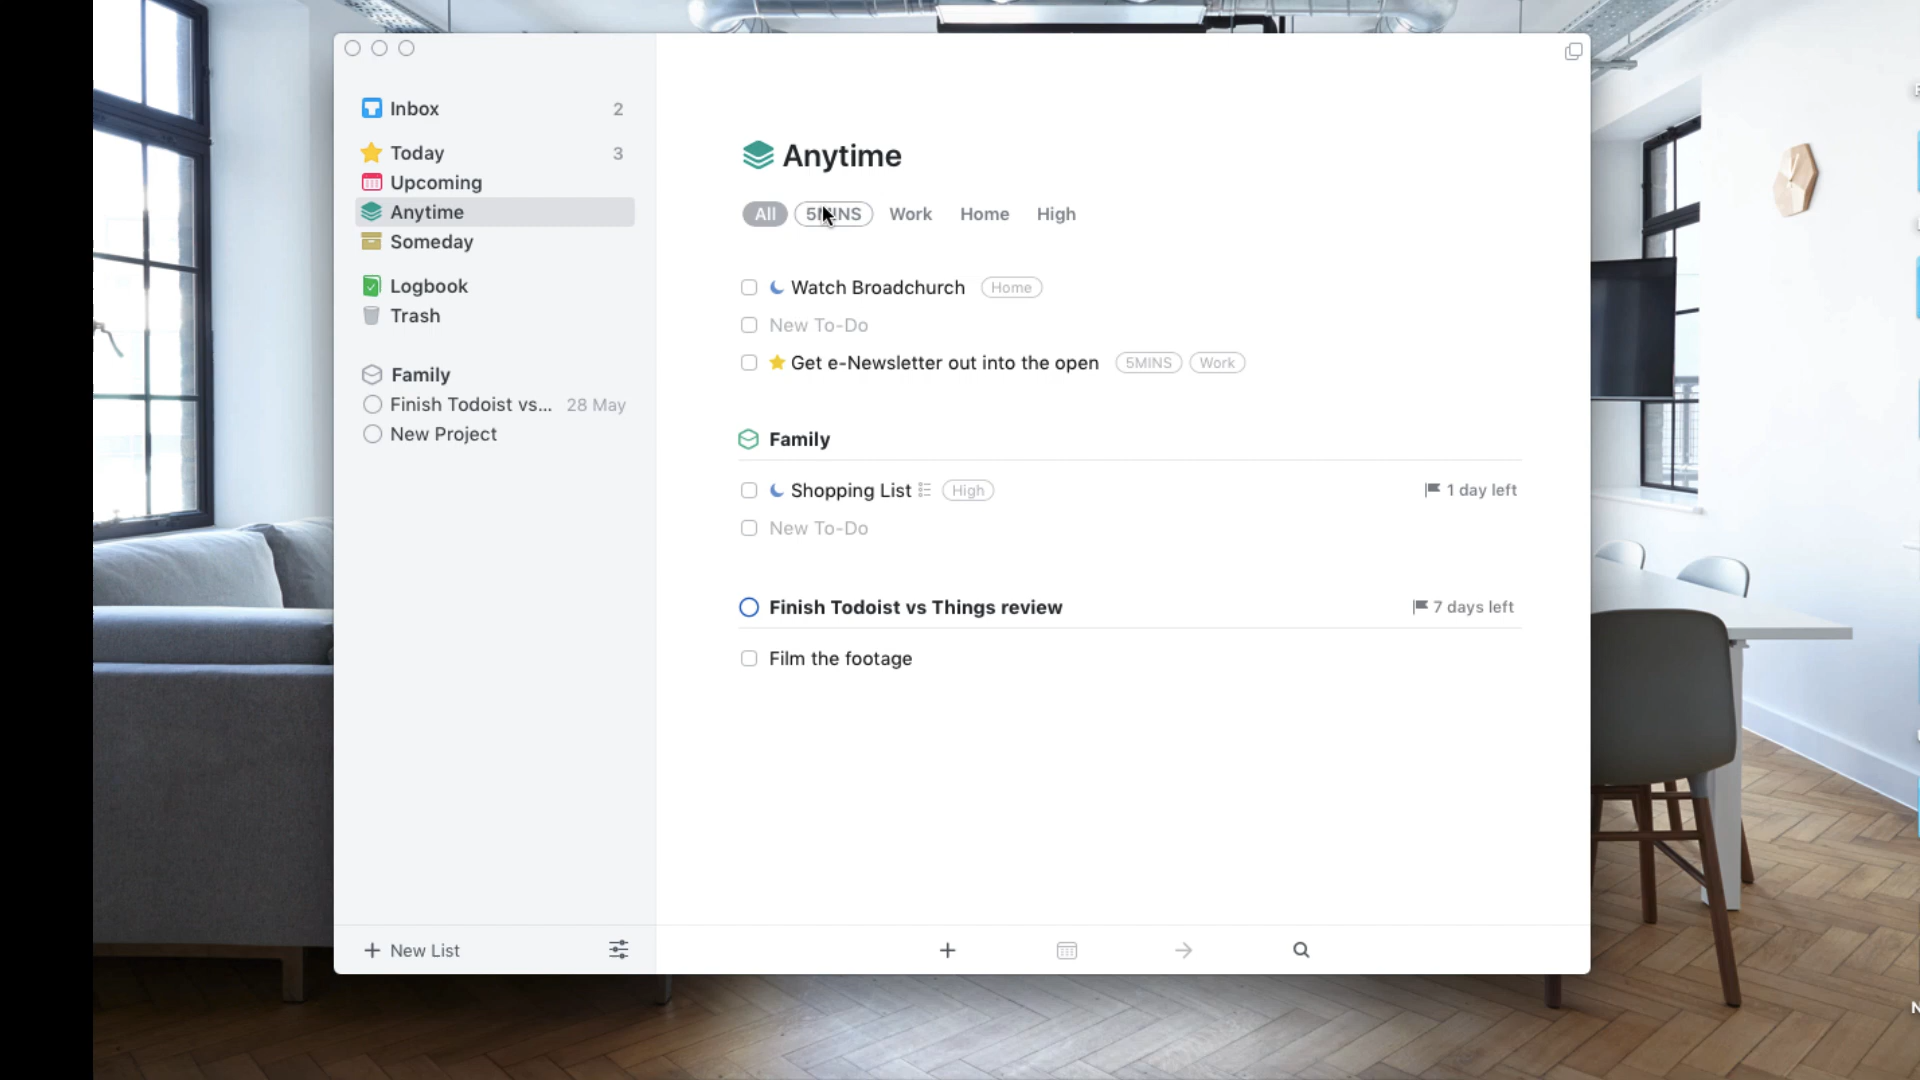 Inbox 2
Today 3
Upcoming
Anytime
Someday
Logbook
Trash
Family
Finish Todoist vs... 28 May
New Project
New List
Anytime
All 5MINS Work Home High
Watch Broadchurch Home
New To-Do
Get e-Newsletter out into the open 5MINS Work
Family
Shopping List High 1 day left
New To-Do
Finish Todoist vs Things review 7 days left
Film the footage